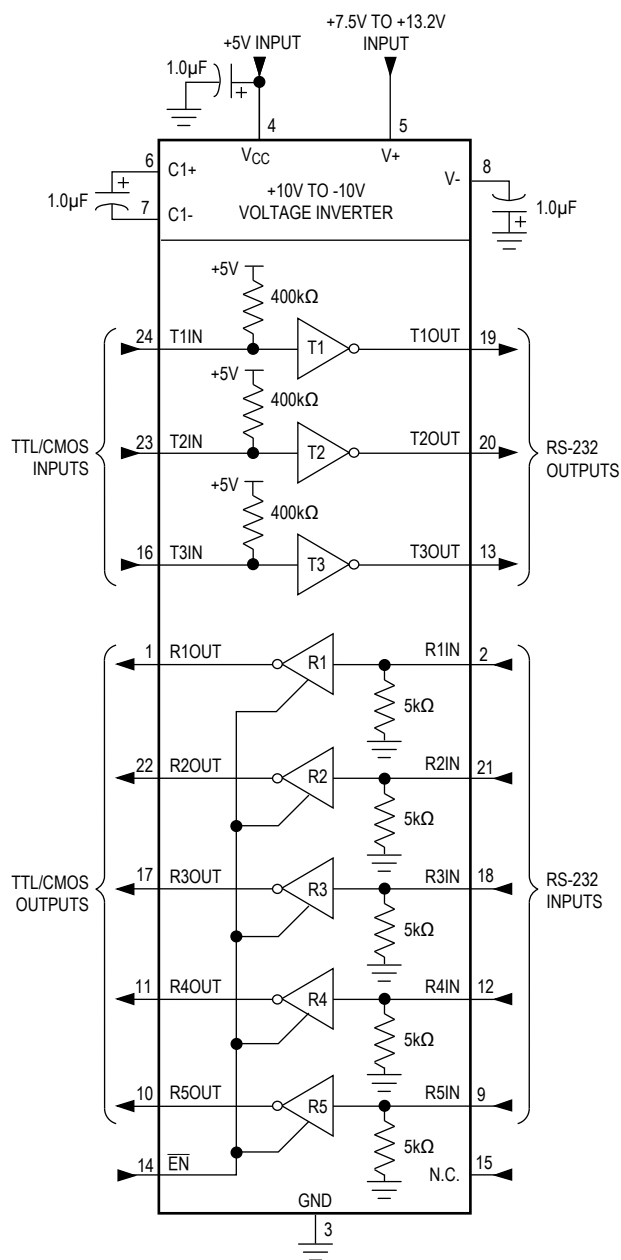 +7.5V TO +13.2V
INPUT
+5V INPUT
1.0µF
+
4
5
VCC
V+
6
C1+
+10V TO -10V
VOLTAGE INVERTER
V-
8
+
1.0µF
7
C1-
1.0µF
+
+5V
400kΩ
24
T1IN
T1
T1OUT
19
+5V
400kΩ
TTL/CMOS
INPUTS
23
T2IN
T2
T2OUT
20
RS-232
OUTPUTS
+5V
400kΩ
16
T3IN
T3
T3OUT
13
1
R1OUT
R1
R1IN
2
5kΩ
22
R2OUT
R2
R2IN
21
5kΩ
TTL/CMOS
OUTPUTS
17
R3OUT
R3
R3IN
18
RS-232
INPUTS
5kΩ
11
R4OUT
R4
R4IN
12
5kΩ
10
R5OUT
R5
R5IN
9
5kΩ
14
EN
N.C.
15
GND
3